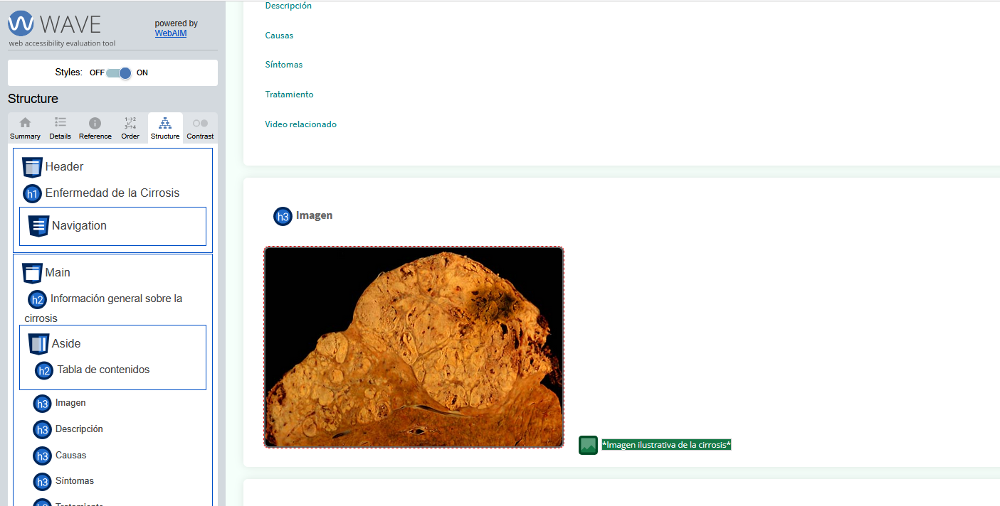 WAVE
powered by
WebAIM
web accessibility evaluation tool
Styles: OFF ON
Structure
Summary Details Reference Order Structure Contrast
1→2
3→4
Header
h1 Enfermedad de la Cirrosis
Navigation
Main
h2 Información general sobre la
cirrosis
Aside
h2 Tabla de contenidos
h3 Imagen
h3 Descripción
h3 Causas
h3 Síntomas
Tratamiento
Descripción
Causas
Síntomas
Tratamiento
Video relacionado
h3 Imagen
*Imagen ilustrativa de la cirrosis*